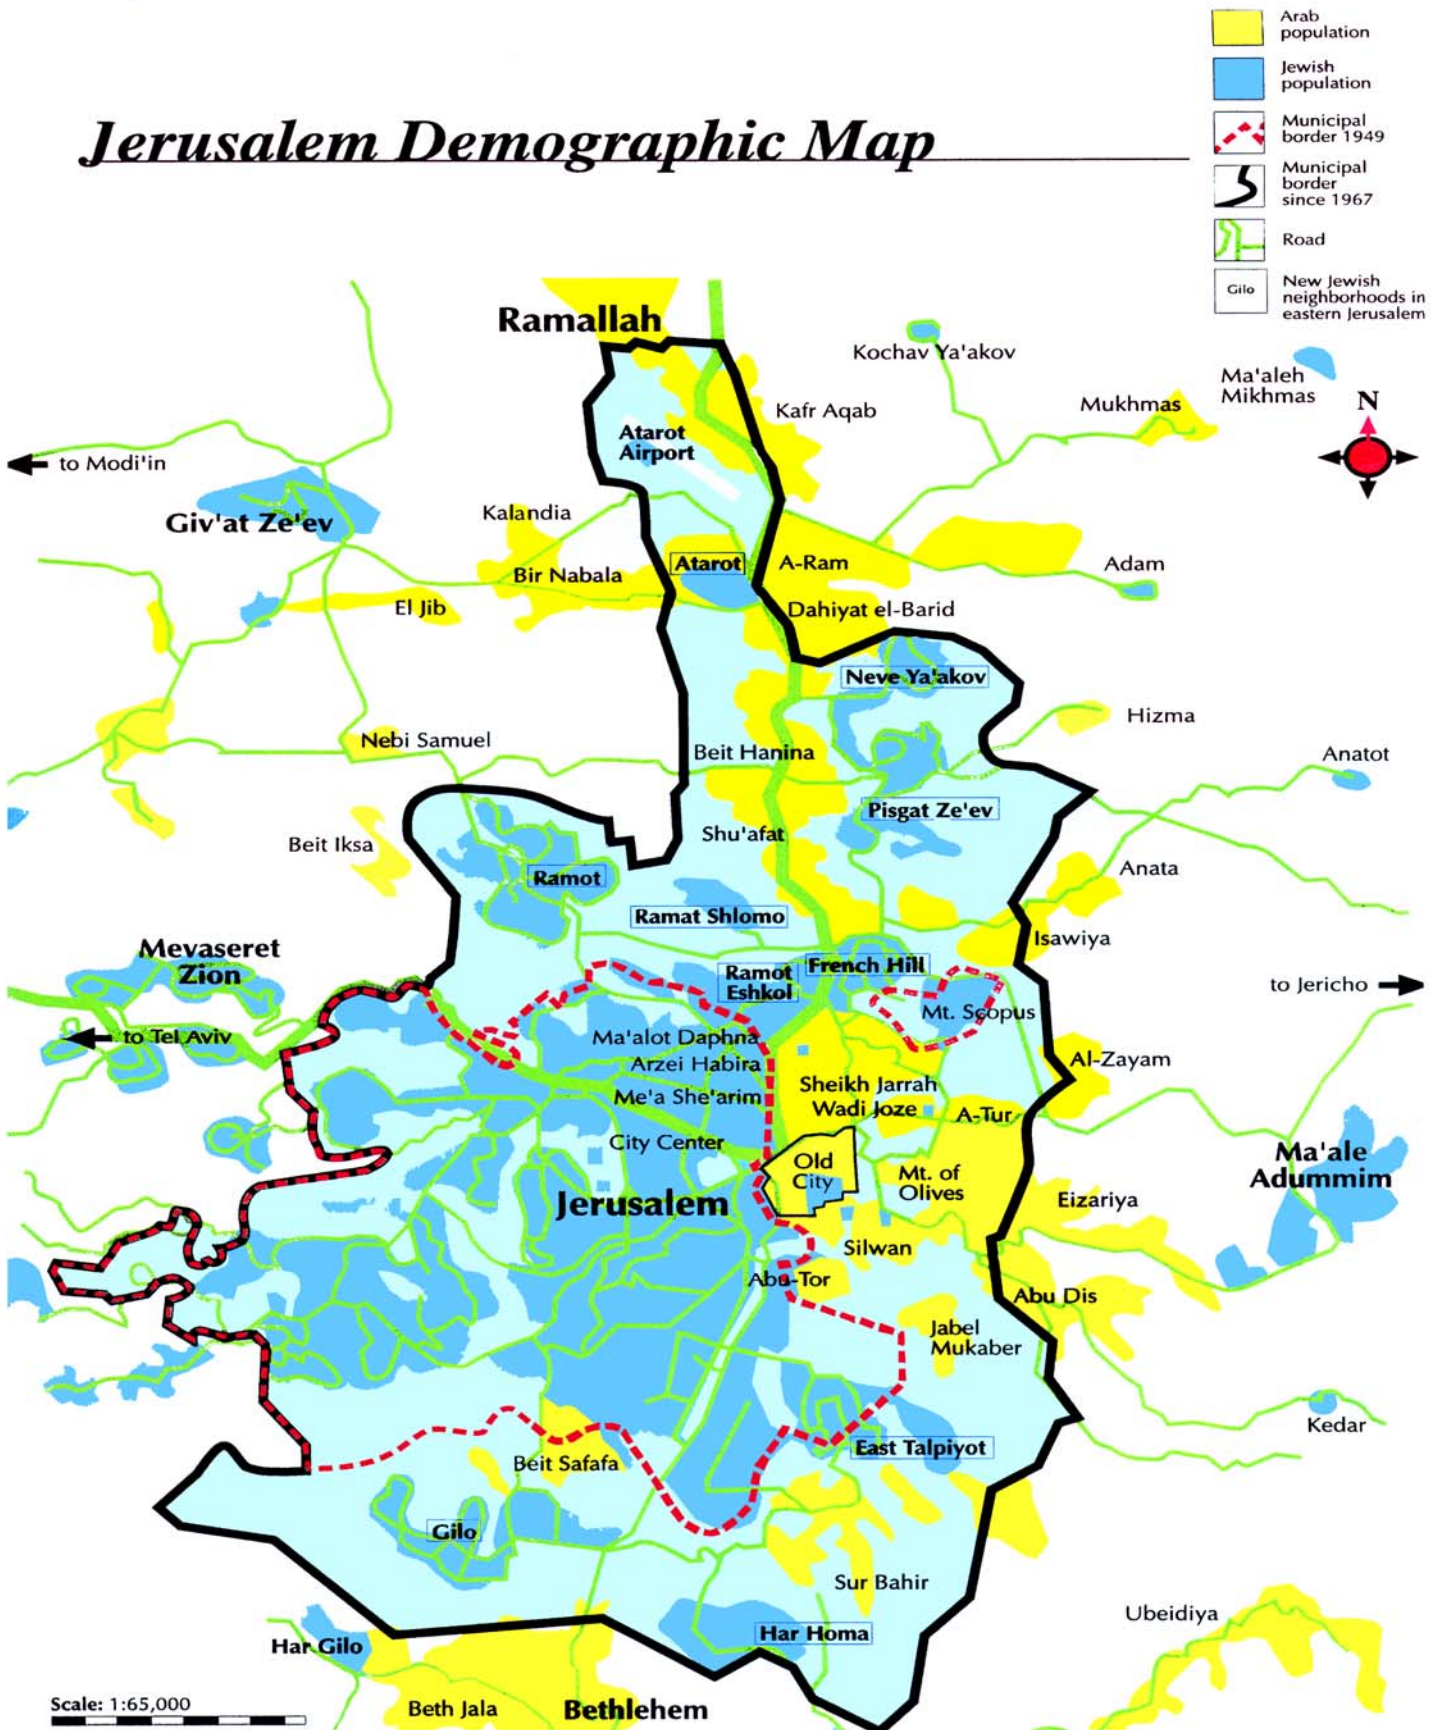 Arab
population
Jewish
population
Municipal
border 1949
Municipal
border
since 1967
Road
Gilo
New Jewish
neighborhoods in
eastern Jerusalem
Jerusalem Demographic Map
Ramallah
Kochav Ya'akov
Ma'aleh
Mikhmas
N
Kafr Aqab
Mukhmas
Atarot
Airport
to Modi'in
Giv'at Ze'ev
Kalandia
Bir Nabala
Atarot
A-Ram
Adam
El Jib
Dahiyat el-Barid
Neve Ya'akov
Hizma
Nebi Samuel
Beit Hanina
Anatot
Pisgat Ze'ev
Beit Iksa
Shu'afat
Ramot
Anata
Ramat Shlomo
Isawiya
Mevaseret
Zion
Ramot
Eshkol
French Hill
to Jericho
Mt. Scopus
to Tel Aviv
Ma'alot Daphna
Arzei Habira
Me'a She'arim
City Center
Al-Zayam
Sheikh Jarrah
Wadi Joze
A-Tur
Old
City
Mt. of
Olives
Ma'ale
Adummim
Jerusalem
Eizariya
Silwan
Abu-Tor
Abu Dis
Jabel
Mukaber
Kedar
East Talpiyot
Beit Safafa
Gilo
Sur Bahir
Ubeidiya
Har Homa
Har Gilo
Scale: 1:65,000
Beth Jala
Bethlehem